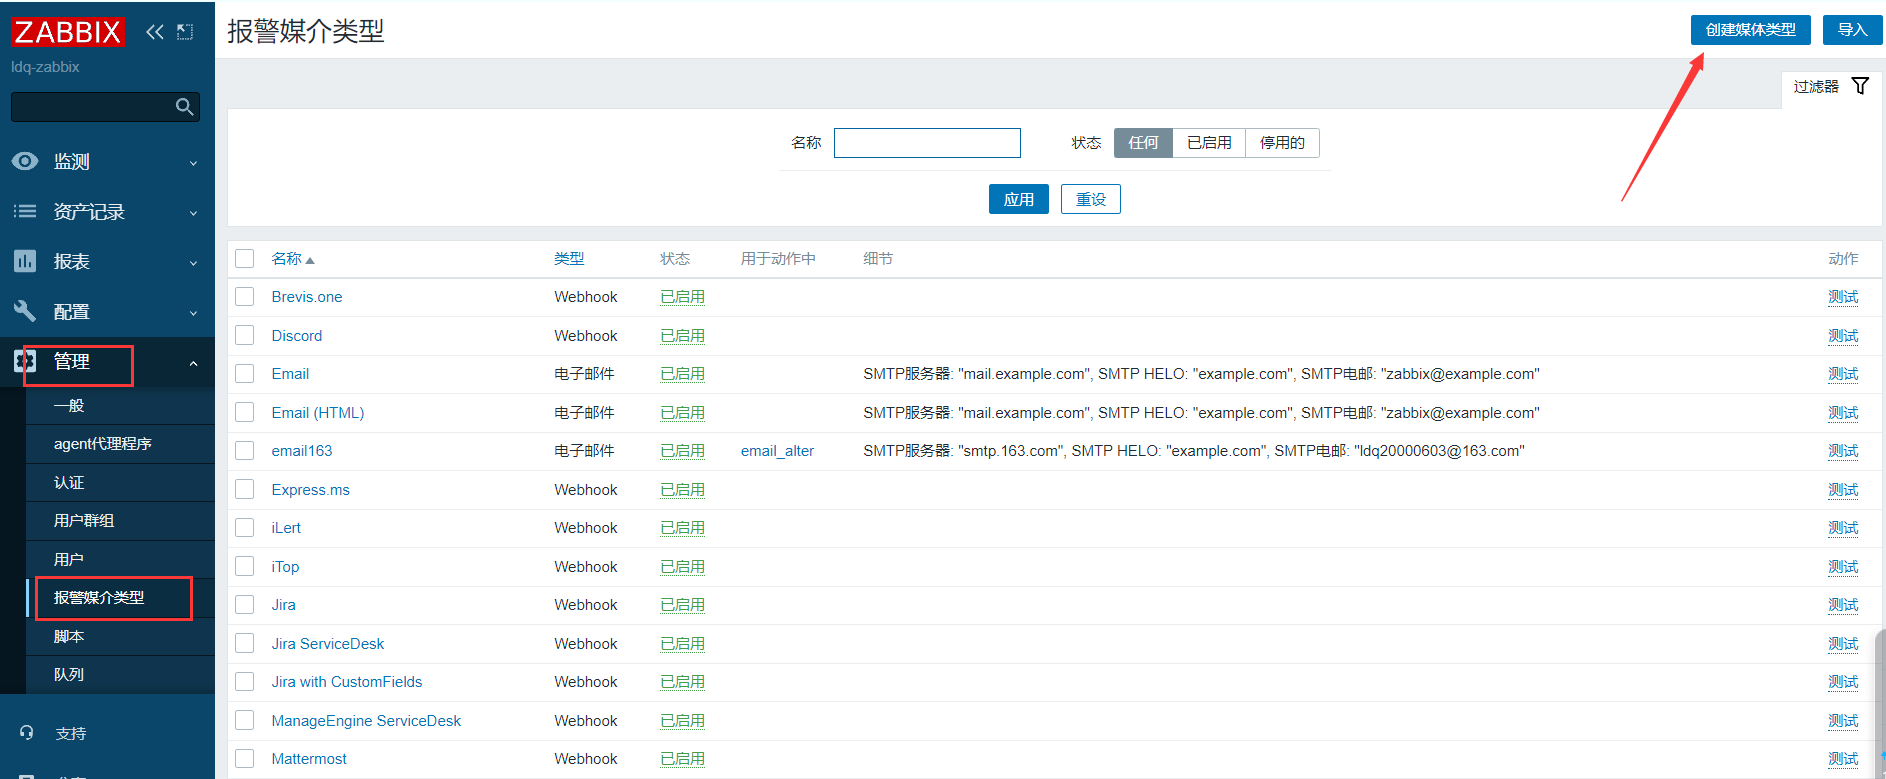 ZABBIX
ldq-zabbix
监测
资产记录
报表
配置
管理
一般
agent代理程序
认证
用户群组
用户
报警媒介类型
脚本
队列
支持
报警媒介类型
创建媒体类型 导入
过滤器
名称 状态 任何 已启用 停用的
应用 重设
名称 类型 状态 用于动作中 细节 动作
Brevis.one Webhook 已启用 测试
Discord Webhook 已启用 测试
Email 电子邮件 已启用 SMTP服务器: "mail.example.com", SMTP HELO: "example.com", SMTP电邮: "zabbix@example.com" 测试
Email (HTML) 电子邮件 已启用 SMTP服务器: "mail.example.com", SMTP HELO: "example.com", SMTP电邮: "zabbix@example.com" 测试
email163 电子邮件 已启用 email_alter SMTP服务器: "smtp.163.com", SMTP HELO: "example.com", SMTP电邮: "ldq20000603@163.com" 测试
Express.ms Webhook 已启用 测试
iLert Webhook 已启用 测试
iTop Webhook 已启用 测试
Jira Webhook 已启用 测试
Jira ServiceDesk Webhook 已启用 测试
Jira with CustomFields Webhook 已启用 测试
ManageEngine ServiceDesk Webhook 已启用 测试
Mattermost Webhook 已启用 测试